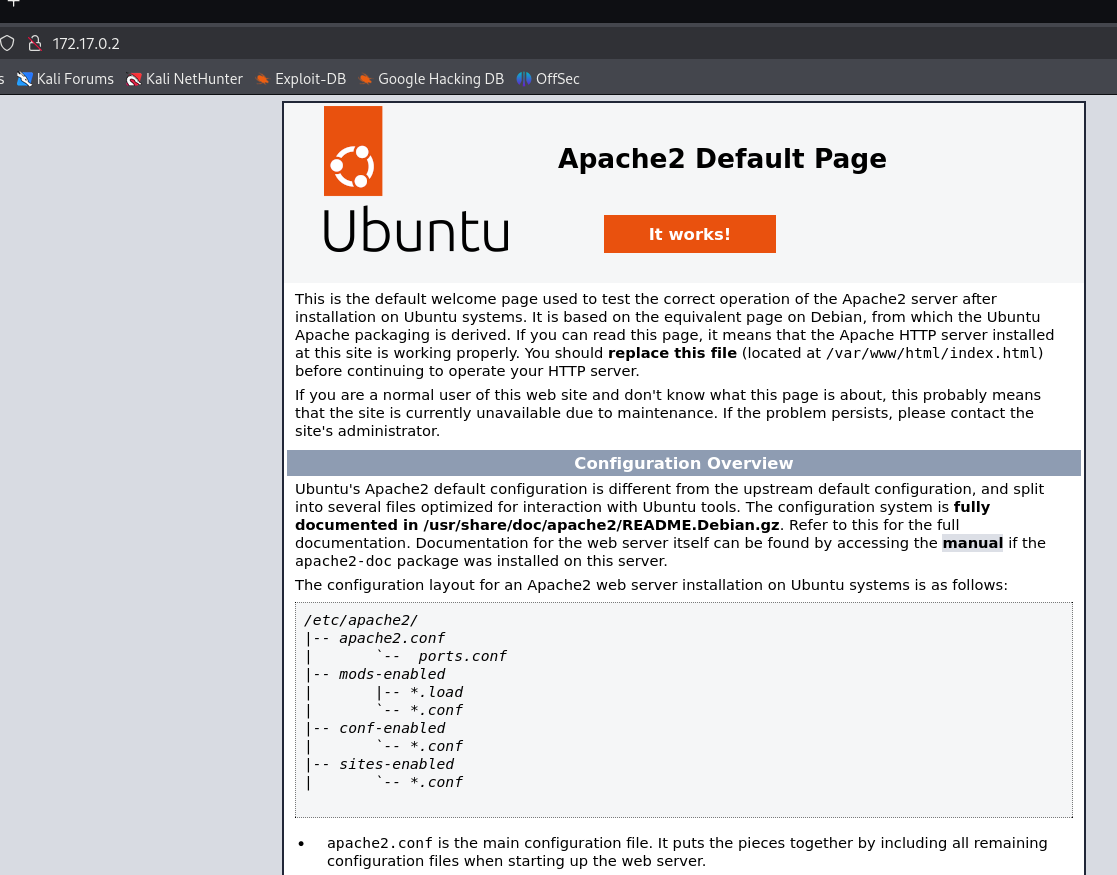 172.17.0.2
s Kali Forums Kali NetHunter Exploit-DB Google Hacking DB OffSec
Apache2 Default Page
Ubuntu
It works!
This is the default welcome page used to test the correct operation of the Apache2 server after
installation on Ubuntu systems. It is based on the equivalent page on Debian, from which the Ubuntu
Apache packaging is derived. If you can read this page, it means that the Apache HTTP server installed
at this site is working properly. You should replace this file (located at /var/www/html/index.html)
before continuing to operate your HTTP server.
If you are a normal user of this web site and don't know what this page is about, this probably means
that the site is currently unavailable due to maintenance. If the problem persists, please contact the
site's administrator.
Configuration Overview
Ubuntu's Apache2 default configuration is different from the upstream default configuration, and split
into several files optimized for interaction with Ubuntu tools. The configuration system is fully
documented in /usr/share/doc/apache2/README.Debian.gz. Refer to this for the full
documentation. Documentation for the web server itself can be found by accessing the manual if the
apache2-doc package was installed on this server.
The configuration layout for an Apache2 web server installation on Ubuntu systems is as follows:
/etc/apache2/
|-- apache2.conf
|       `--  ports.conf
|-- mods-enabled
|       |-- *.load
|       `-- *.conf
|-- conf-enabled
|       `-- *.conf
|-- sites-enabled
|       `-- *.conf
• apache2.conf is the main configuration file. It puts the pieces together by including all remaining
configuration files when starting up the web server.